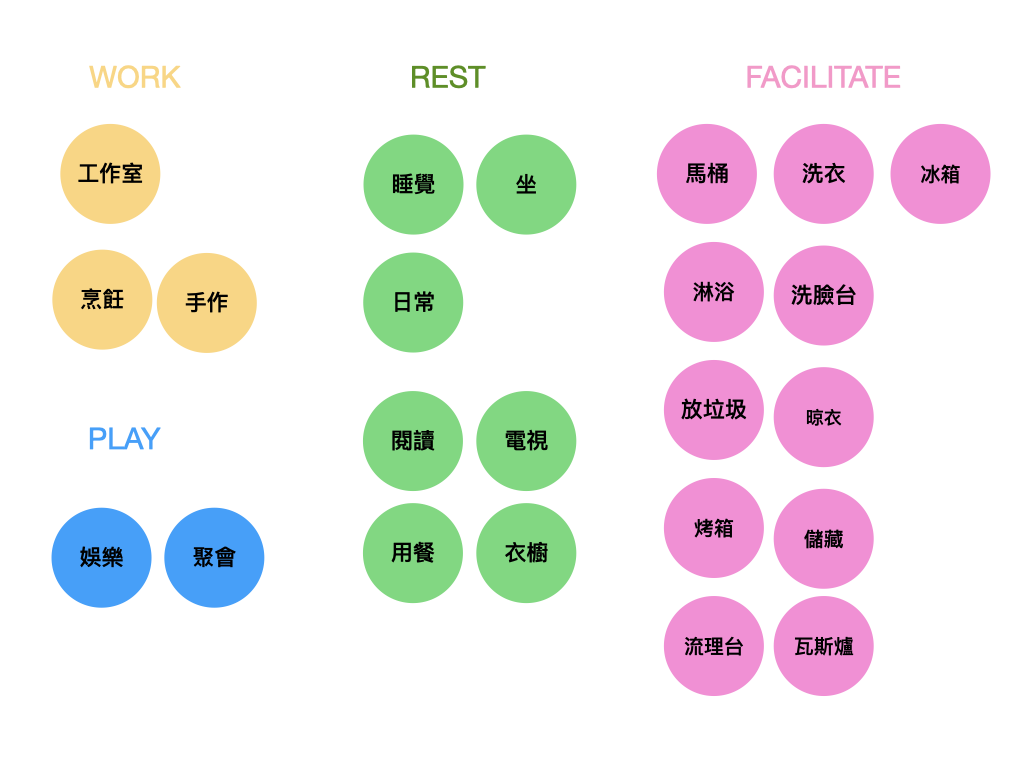 WORK
工作室
烹飪
手作
PLAY
娛樂
聚會
REST
睡覺
坐
日常
閱讀
電視
用餐
衣櫥
FACILITATE
馬桶
洗衣
冰箱
淋浴
洗臉台
放垃圾
晾衣
烤箱
儲藏
流理台
瓦斯爐